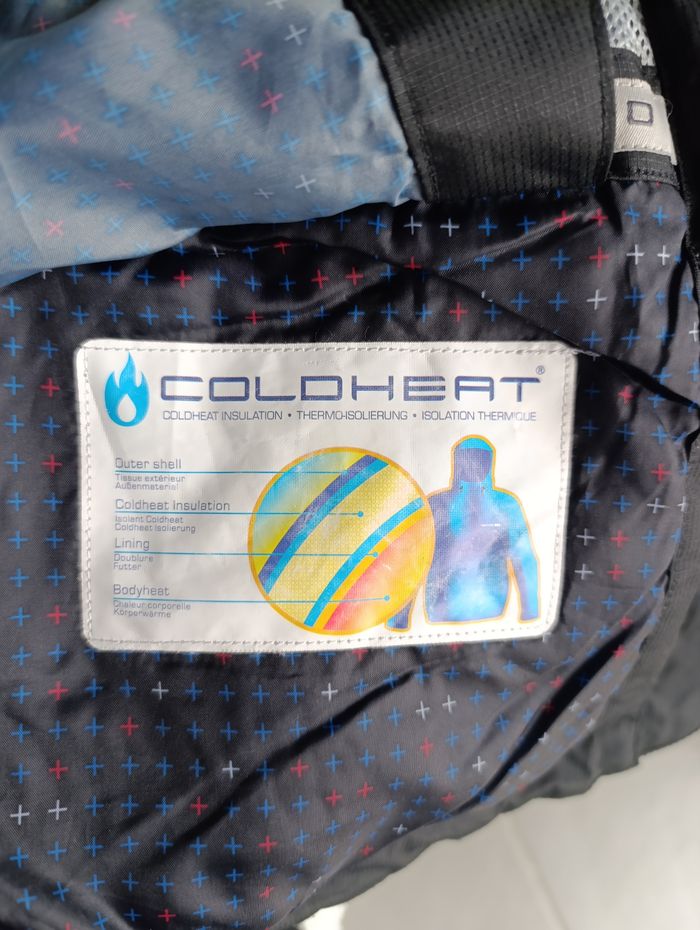 D
COLDHEAT®
COLDHEAT INSULATION • THERMO-ISOLIERUNG • ISOLATION THERMIQUE
Outer shell
Tissue extérieur
Außenmaterial
Coldheat Insulation
Isolant Coldheat
Coldheat Isolierung
Lining
Doublure
Futter
Bodyheat
Chaleur corporelle
Körperwärme